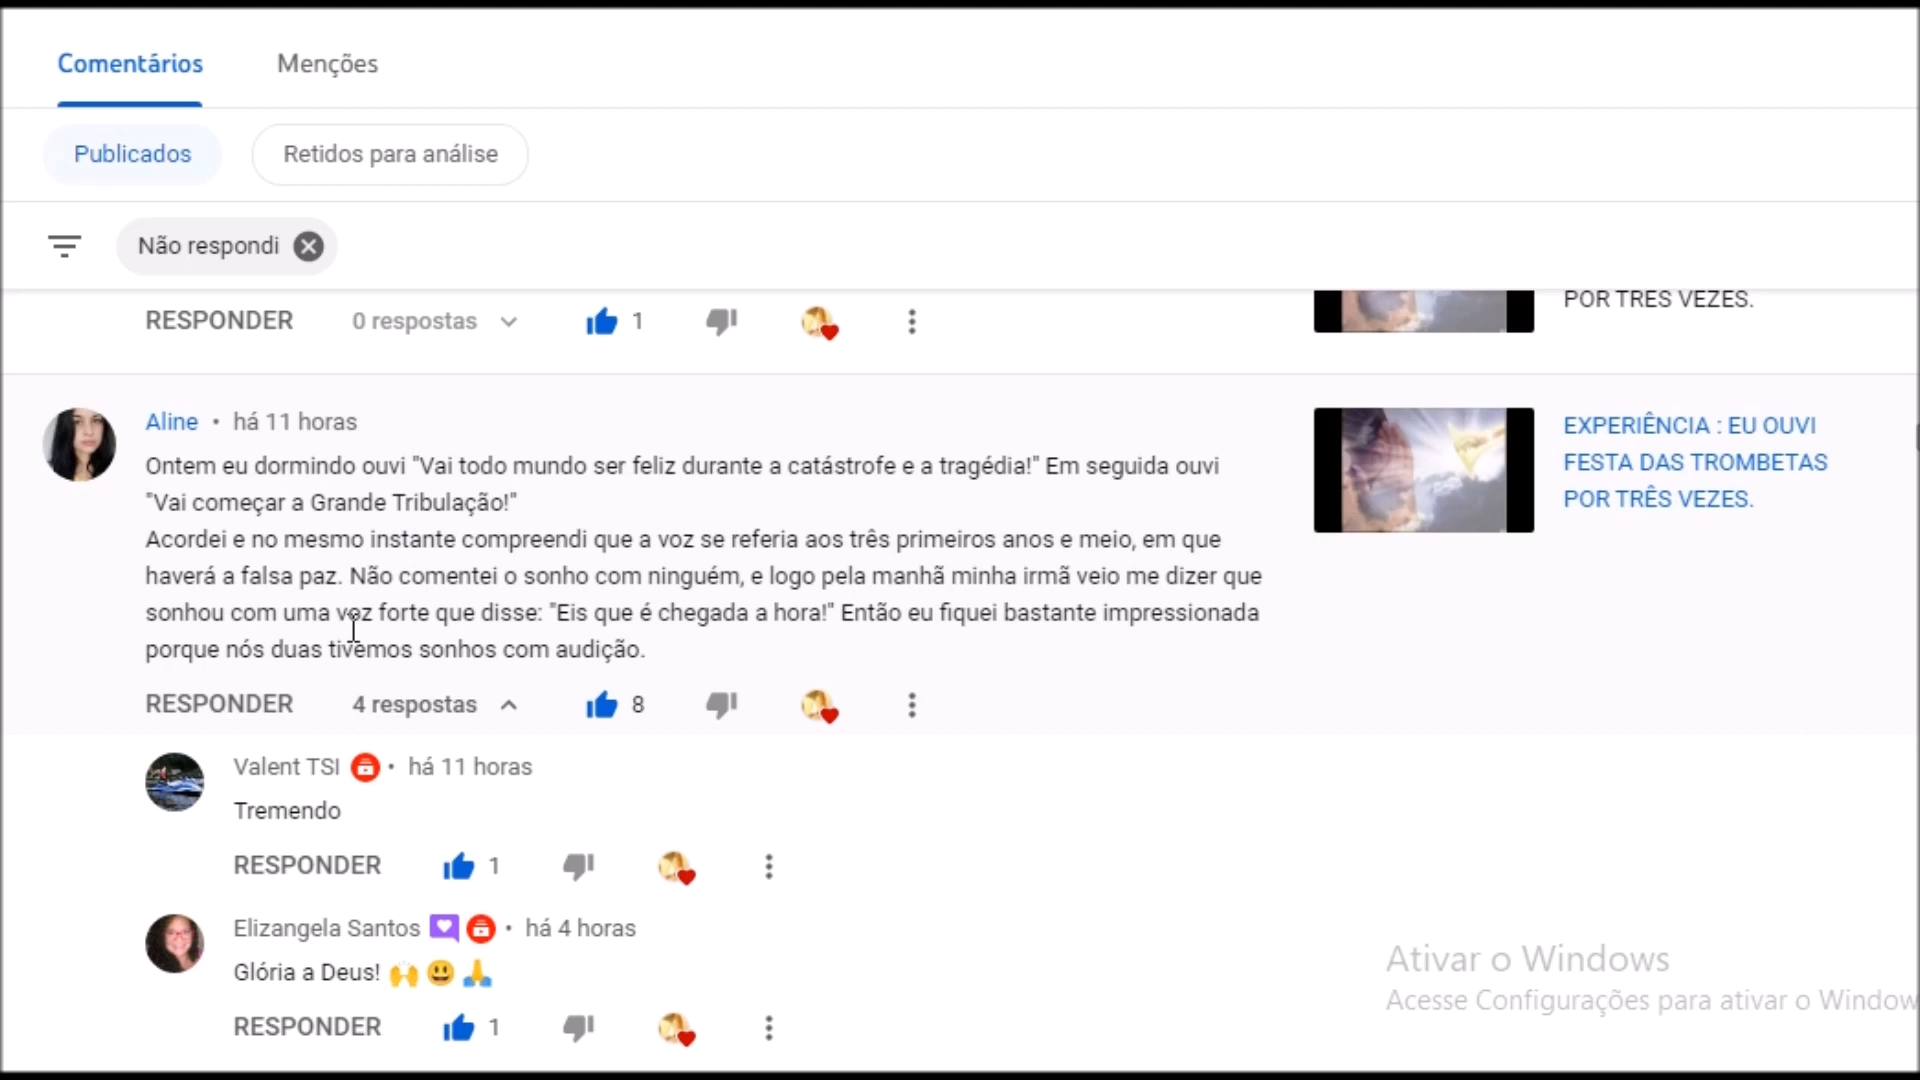 Comentários
Menções
Publicados
Retidos para análise
Não respondi
RESPONDER
0 respostas
1
POR TRÊS VEZES.
Aline • há 11 horas
Ontem eu dormindo ouvi "Vai todo mundo ser feliz durante a catástrofe e a tragédia!" Em seguida ouvi
"Vai começar a Grande Tribulação!"
Acordei e no mesmo instante compreendi que a voz se referia aos três primeiros anos e meio, em que
haverá a falsa paz. Não comentei o sonho com ninguém, e logo pela manhã minha irmã veio me dizer que
sonhou com uma voz forte que disse: "Eis que é chegada a hora!" Então eu fiquei bastante impressionada
porque nós duas tivemos sonhos com audição.
EXPERIÊNCIA : EU OUVI
FESTA DAS TROMBETAS
POR TRÊS VEZES.
RESPONDER
4 respostas
8
Valent TSI • há 11 horas
Tremendo
RESPONDER
1
Elizangela Santos • há 4 horas
Glória a Deus! 🙌 😃 🙏
RESPONDER
1
Ativar o Windows
Acesse Configurações para ativar o Window